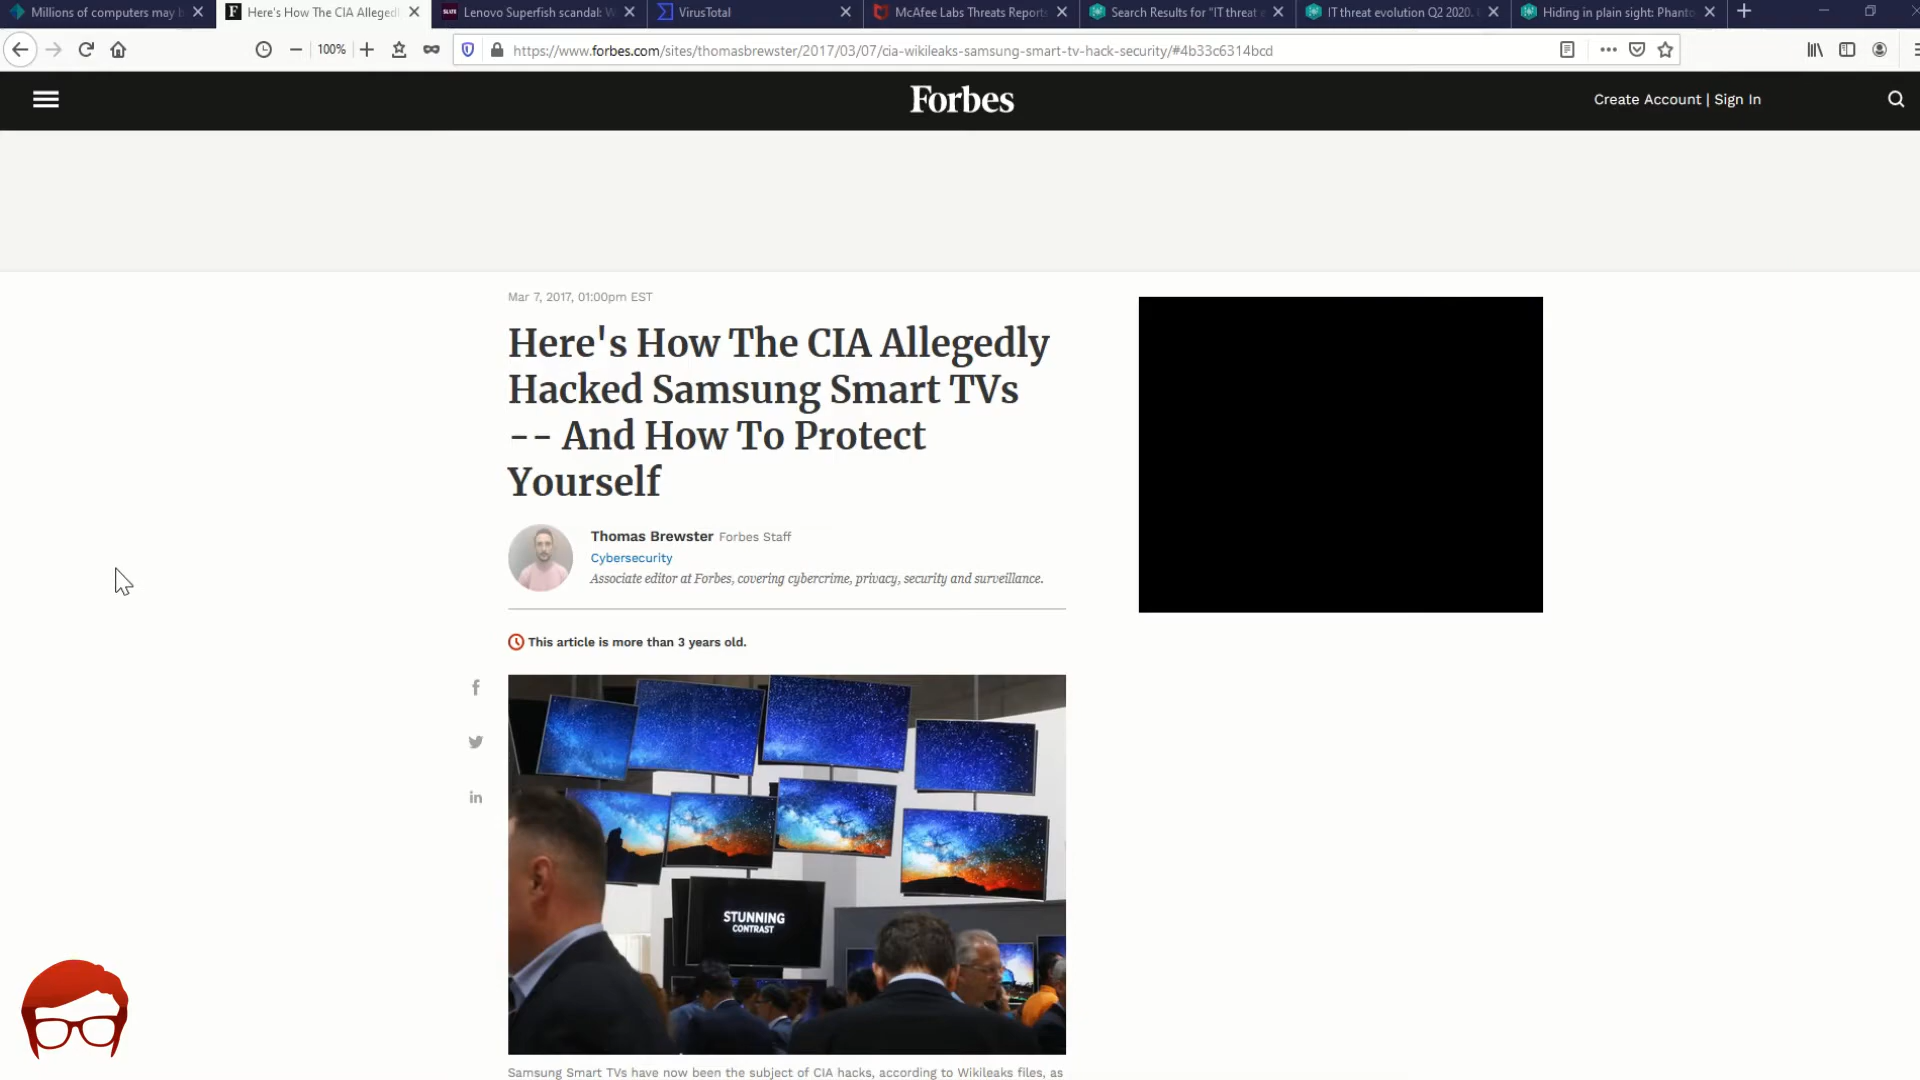 Millions of computers may b
Here's How The CIA Alleged
SLATE
Lenovo Superfish scandal: W
VirusTotal
McAfee Labs Threats Reports
Search Results for "IT threat e
IT threat evolution Q2 2020.
Hiding in plain sight: Phanto
100%
https://www.forbes.com/sites/thomasbrewster/2017/03/07/cia-wikileaks-samsung-smart-tv-hack-security/#4b33c6314bcd
Forbes
Create Account | Sign In
Mar 7, 2017, 01:00pm EST
Here's How The CIA Allegedly
Hacked Samsung Smart TVs
-- And How To Protect
Yourself
Thomas Brewster Forbes Staff
Cybersecurity
Associate editor at Forbes, covering cybercrime, privacy, security and surveillance.
This article is more than 3 years old.
STUNNING
CONTRAST
Samsung Smart TVs have now been the subject of CIA hacks, according to Wikileaks files, as